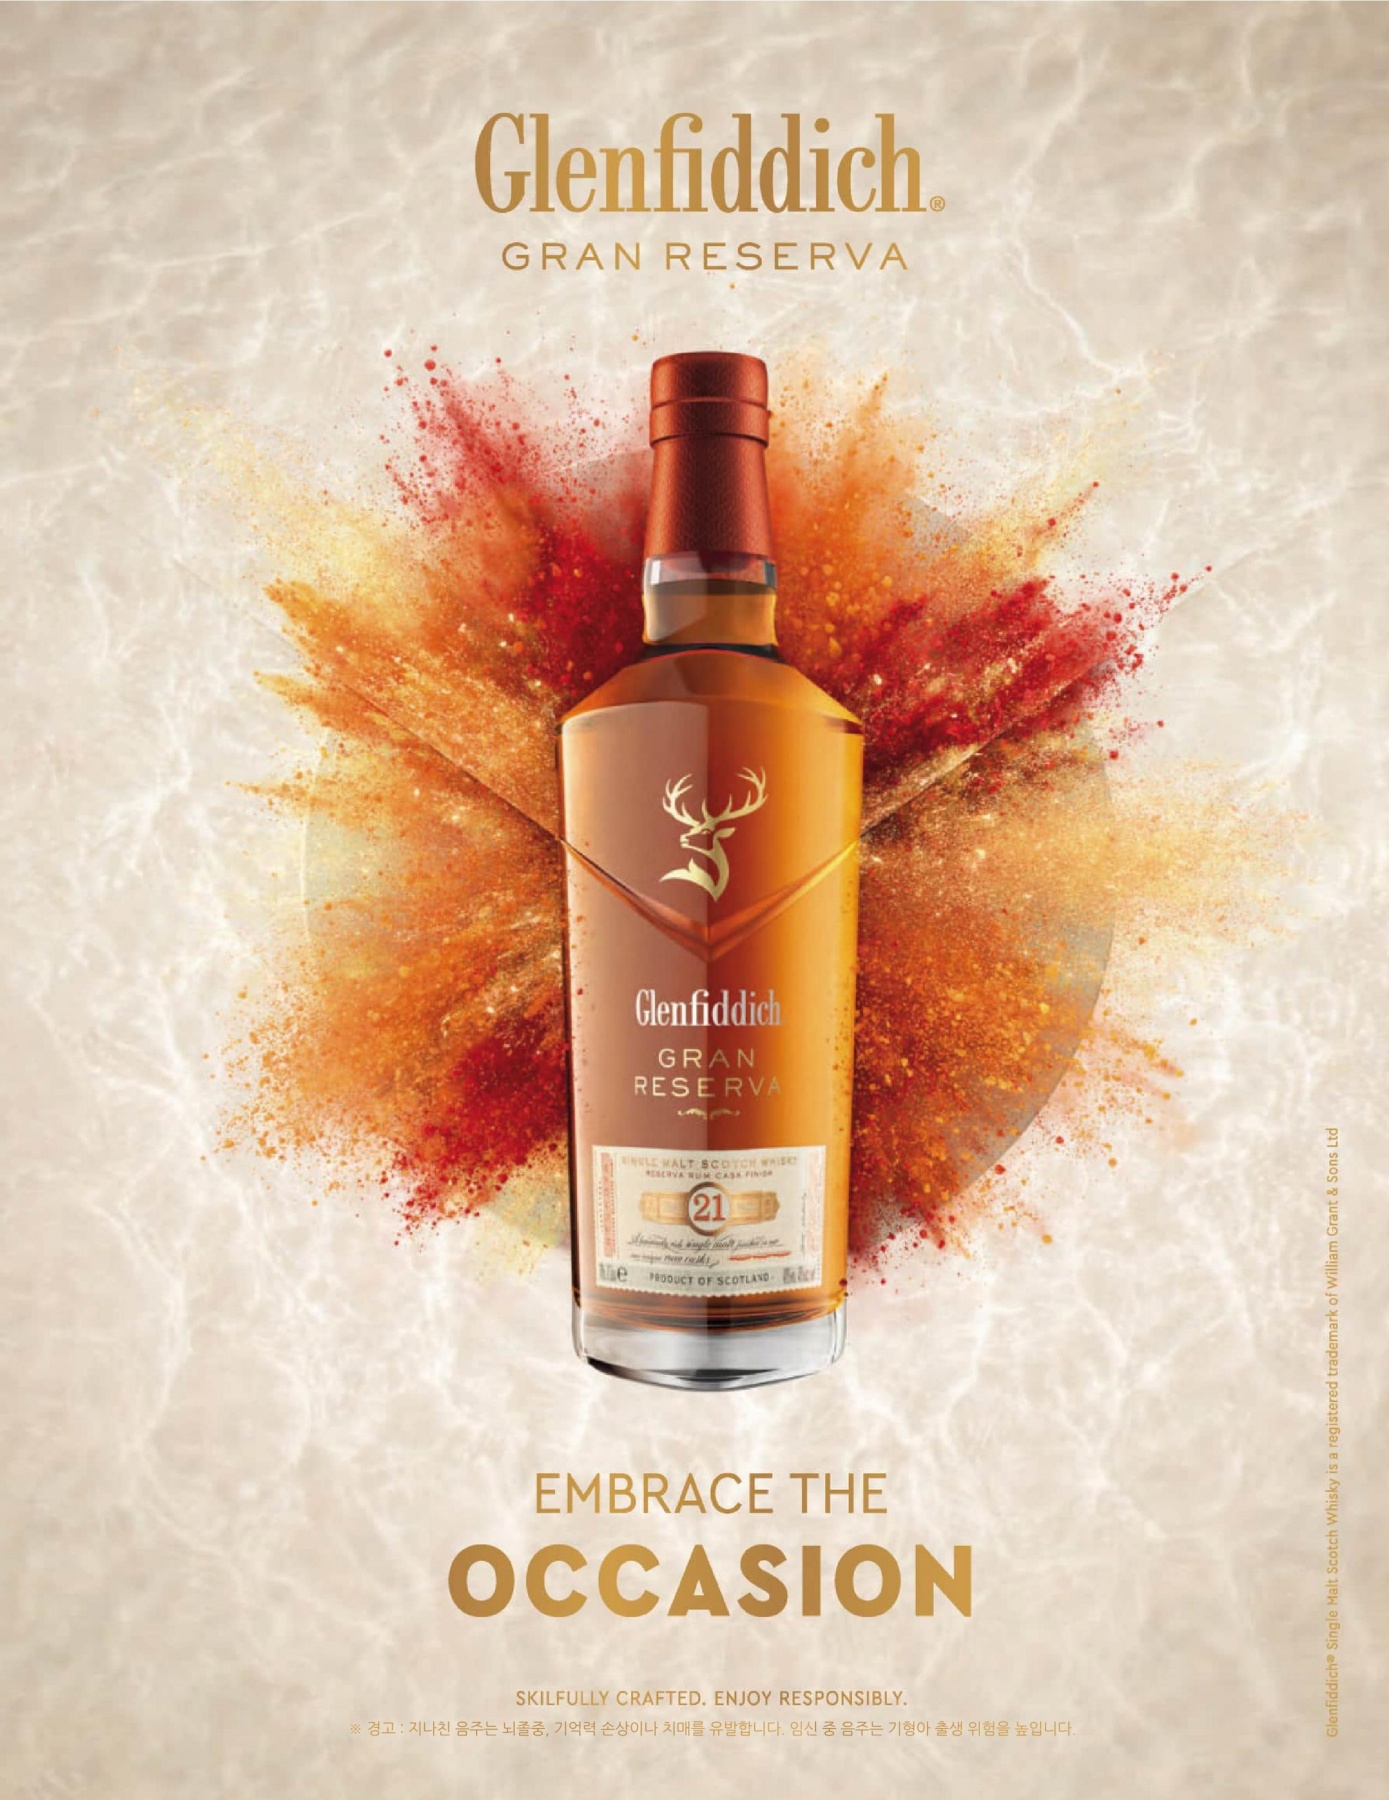 Glenfiddich®
GRAN RESERVA
Glenfiddich
GRAN
RESERVA
SINGLE MALT SCOTCH WHISKY
RESERVA RUM CASK FINISH
21
PRODUCT OF SCOTLAND
EMBRACE THE
OCCASION
SKILFULLY CRAFTED. ENJOY RESPONSIBLY.
※ 경고 : 지나친 음주는 뇌졸중, 기억력 손상이나 치매를 유발합니다. 임신 중 음주는 기형아 출생 위험을 높입니다.
Glenfiddich® Single Malt Scotch Whisky is a registered trademark of William Grant & Sons Ltd